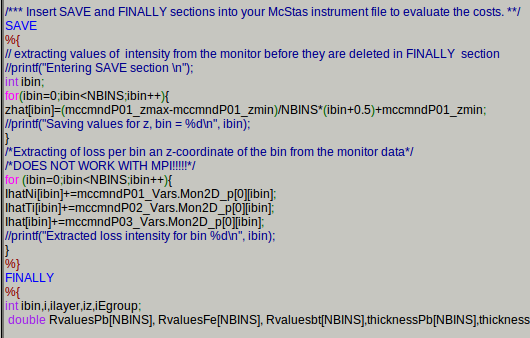 /*** Insert SAVE and FINALLY sections into your McStas instrument file to evaluate the costs. **/
SAVE
%{
// extracting values of  intensity from the monitor before they are deleted in FINALLY  section
//printf("Entering SAVE section \n");
int ibin;
for(ibin=0;ibin<NBINS;ibin++){
zhat[ibin]=(mccmndP01_zmax-mccmndP01_zmin)/NBINS*(ibin+0.5)+mccmndP01_zmin;
//printf("Saving values for z, bin = %d\n", ibin);
}
/*Extracting of loss per bin an z-coordinate of the bin from the monitor data*/
/*DOES NOT WORK WITH MPI!!!!!*/
for (ibin=0;ibin<NBINS;ibin++){
IhatNi[ibin]+=mccmndP01_Vars.Mon2D_p[0][ibin];
IhatTi[ibin]+=mccmndP02_Vars.Mon2D_p[0][ibin];
Ihat[ibin]+=mccmndP03_Vars.Mon2D_p[0][ibin];
//printf("Extracted loss intensity for bin %d\n", ibin);
}
%}
FINALLY
%{
int ibin,i,ilayer,iz,iEgroup;
double RvaluesPb[NBINS], RvaluesFe[NBINS], Rvaluesbt[NBINS],thicknessPb[NBINS],thickness